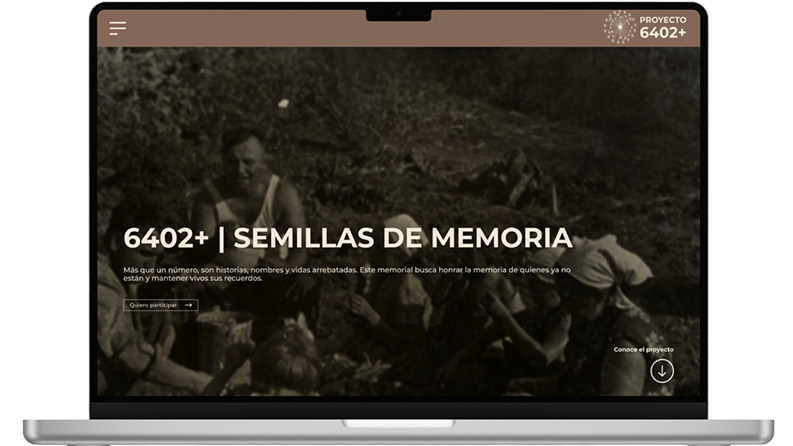 PROYECTO
6402+
6402+ | SEMILLAS DE MEMORIA
Más que un número, son historias, nombres y vidas arrebatadas. Este memorial busca honrar la memoria de quienes ya no
están y mantener vivos sus recuerdos.
Quiero participar →
Conoce el proyecto